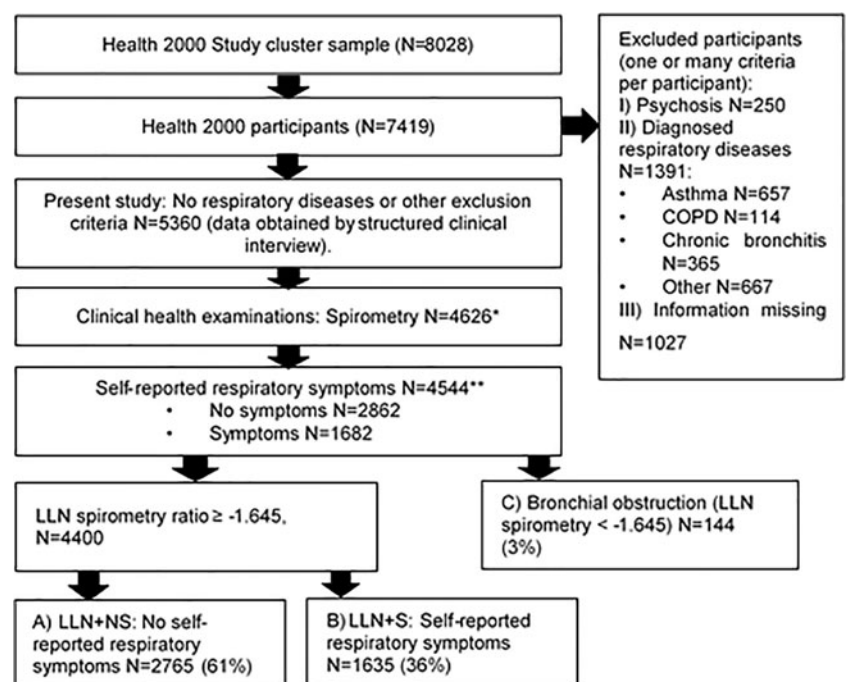 Health 2000 Study cluster sample (N=8028)
Health 2000 participants (N=7419)
Excluded participants
(one or many criteria
per participant):
I) Psychosis N=250
II) Diagnosed
respiratory diseases
N=1391:
• Asthma N=657
• COPD N=114
• Chronic bronchitis
N=365
• Other N=667
III) Information missing
N=1027
Present study: No respiratory diseases or other exclusion
criteria N=5360 (data obtained by structured clinical
interview).
Clinical health examinations: Spirometry N=4626*
Self-reported respiratory symptoms N=4544**
• No symptoms N=2862
• Symptoms N=1682
LLN spirometry ratio ≥ -1.645,
N=4400
C) Bronchial obstruction (LLN
spirometry < -1.645) N=144
(3%)
A) LLN+NS: No self-
reported respiratory
symptoms N=2765 (61%)
B) LLN+S: Self-reported
respiratory symptoms
N=1635 (36%)